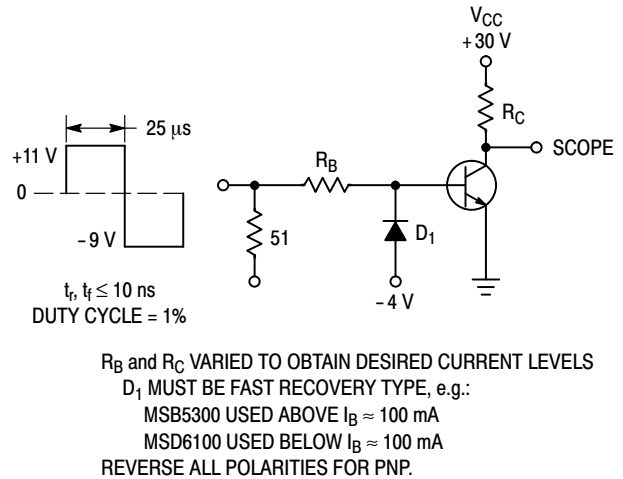 V_CC
+30 V
R_C
SCOPE
25 μs
+11 V
0
−9 V
R_B
51
D_1
−4 V
t_r, t_f ≤ 10 ns
DUTY CYCLE = 1%
R_B and R_C VARIED TO OBTAIN DESIRED CURRENT LEVELS
D_1 MUST BE FAST RECOVERY TYPE, e.g.:
MSB5300 USED ABOVE I_B ≈ 100 mA
MSD6100 USED BELOW I_B ≈ 100 mA
REVERSE ALL POLARITIES FOR PNP.